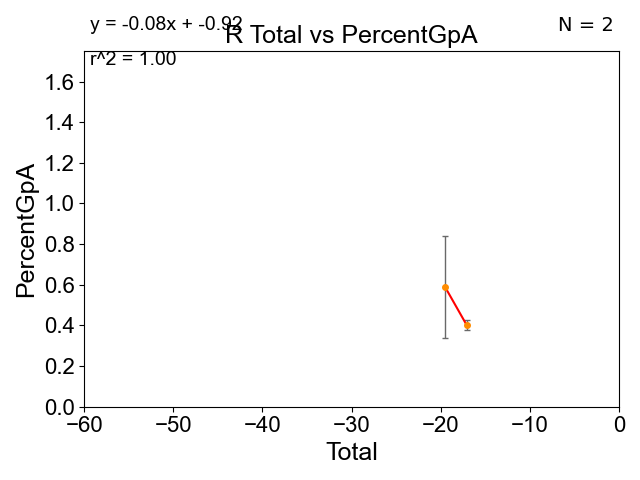 y = -0.08x + -0.92
R Total vs PercentGpA
N = 2
r^2 = 1.00
PercentGpA
1.6
1.4
1.2
1.0
0.8
0.6
0.4
0.2
0.0
−60 −50 −40 −30 −20 −10 0
Total